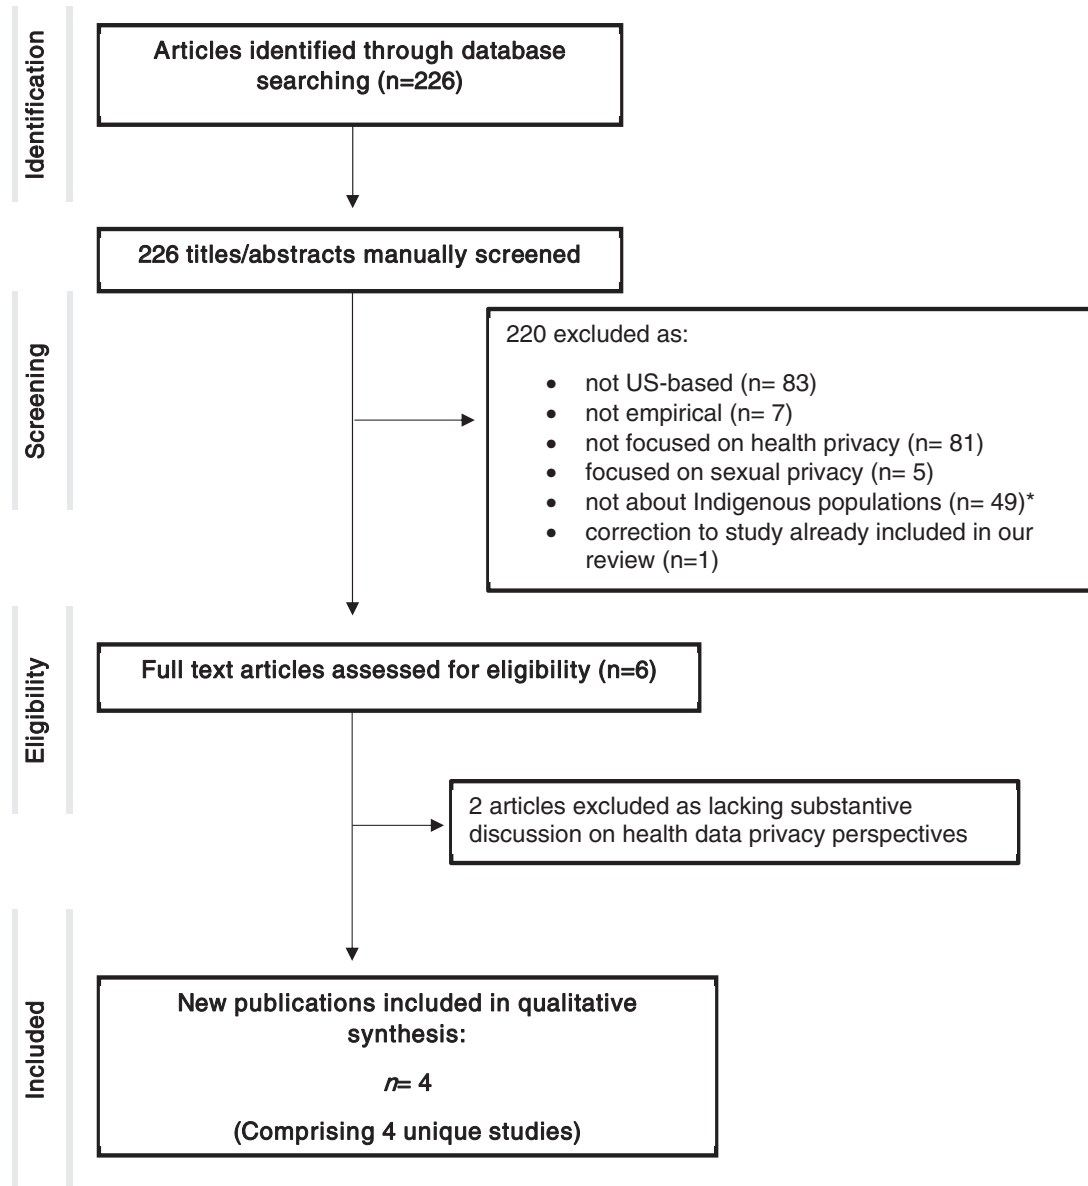 Identification
Articles identified through database
searching (n=226)
226 titles/abstracts manually screened
Screening
220 excluded as:
• not US-based (n= 83)
• not empirical (n= 7)
• not focused on health privacy (n= 81)
• focused on sexual privacy (n= 5)
• not about Indigenous populations (n= 49)*
• correction to study already included in our
review (n=1)
Eligibility
Full text articles assessed for eligibility (n=6)
2 articles excluded as lacking substantive
discussion on health data privacy perspectives
Included
New publications included in qualitative
synthesis:
n= 4
(Comprising 4 unique studies)